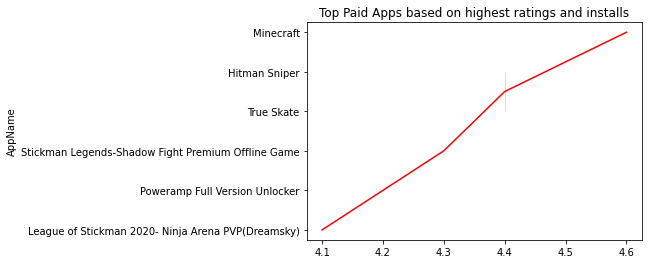 Top Paid Apps based on highest ratings and installs
Minecraft
Hitman Sniper
True Skate
Stickman Legends-Shadow Fight Premium Offline Game
Poweramp Full Version Unlocker
League of Stickman 2020- Ninja Arena PVP(Dreamsky)
AppName
4.1 4.2 4.3 4.4 4.5 4.6